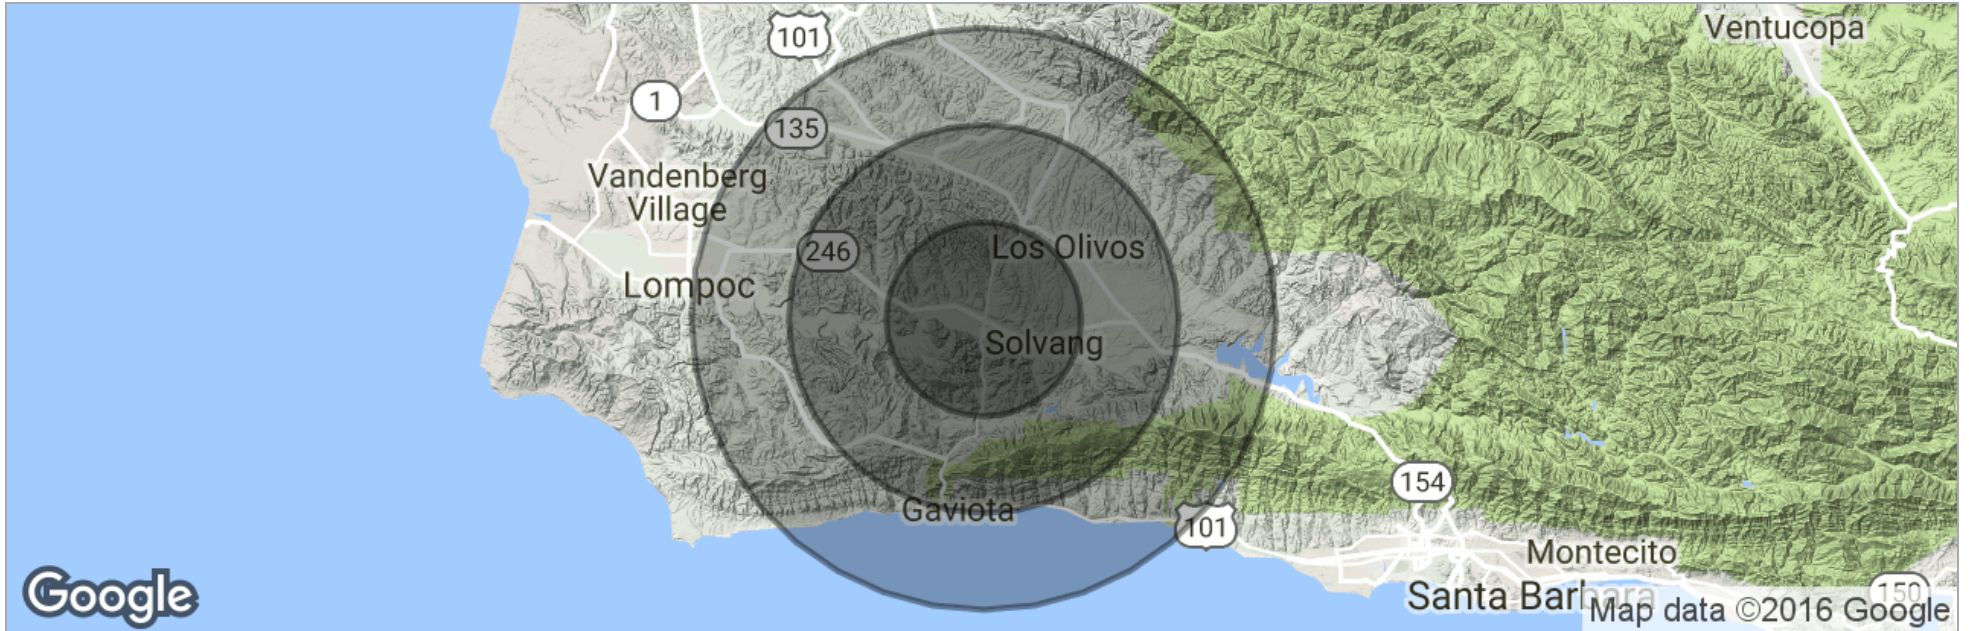 Ventucopa
101
1
135
Vandenberg
Village
246
Los Olivos
Lompoc
Solvang
154
Gaviota
101
Montecito
Google
Santa Barbara
150
Map data ©2016 Google